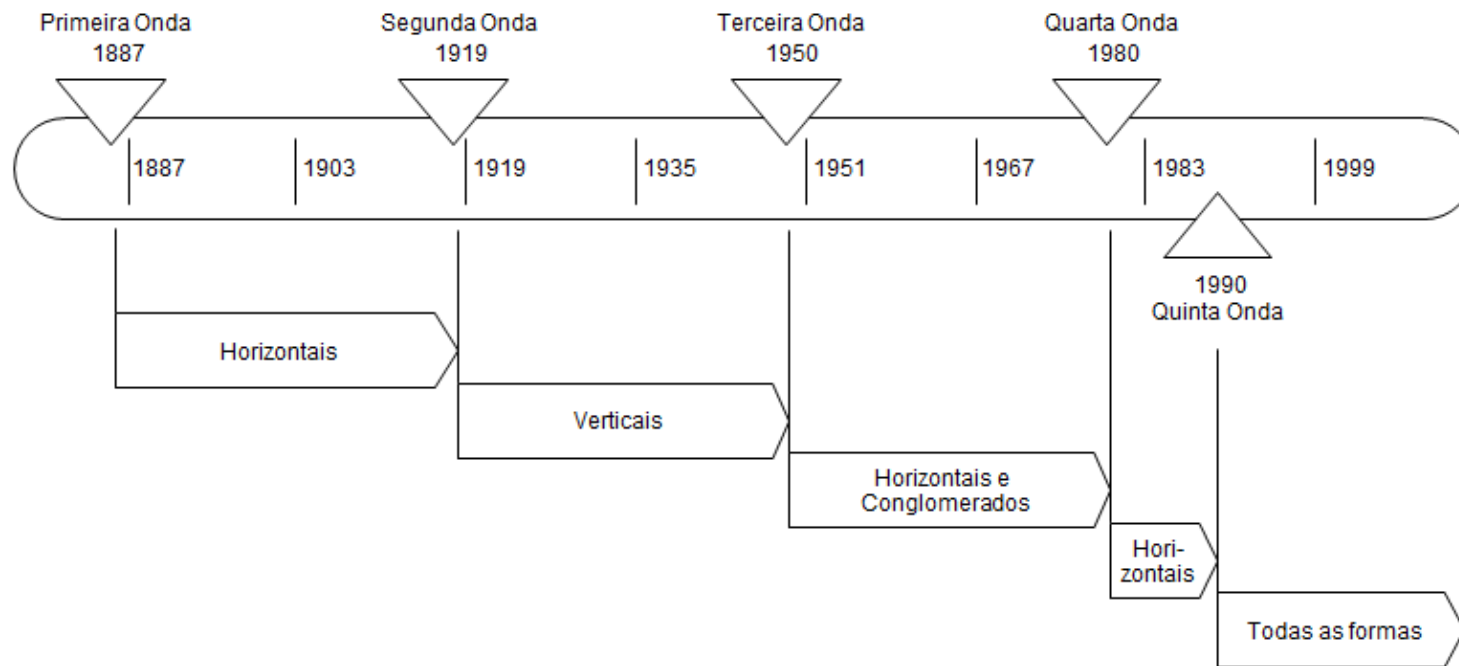 Primeira Onda
1887
Segunda Onda
1919
Terceira Onda
1950
Quarta Onda
1980
1887
1903
1919
1935
1951
1967
1983
1999
1990
Quinta Onda
Horizontais
Verticais
Horizontais e
Conglomerados
Hori-
zontais
Todas as formas